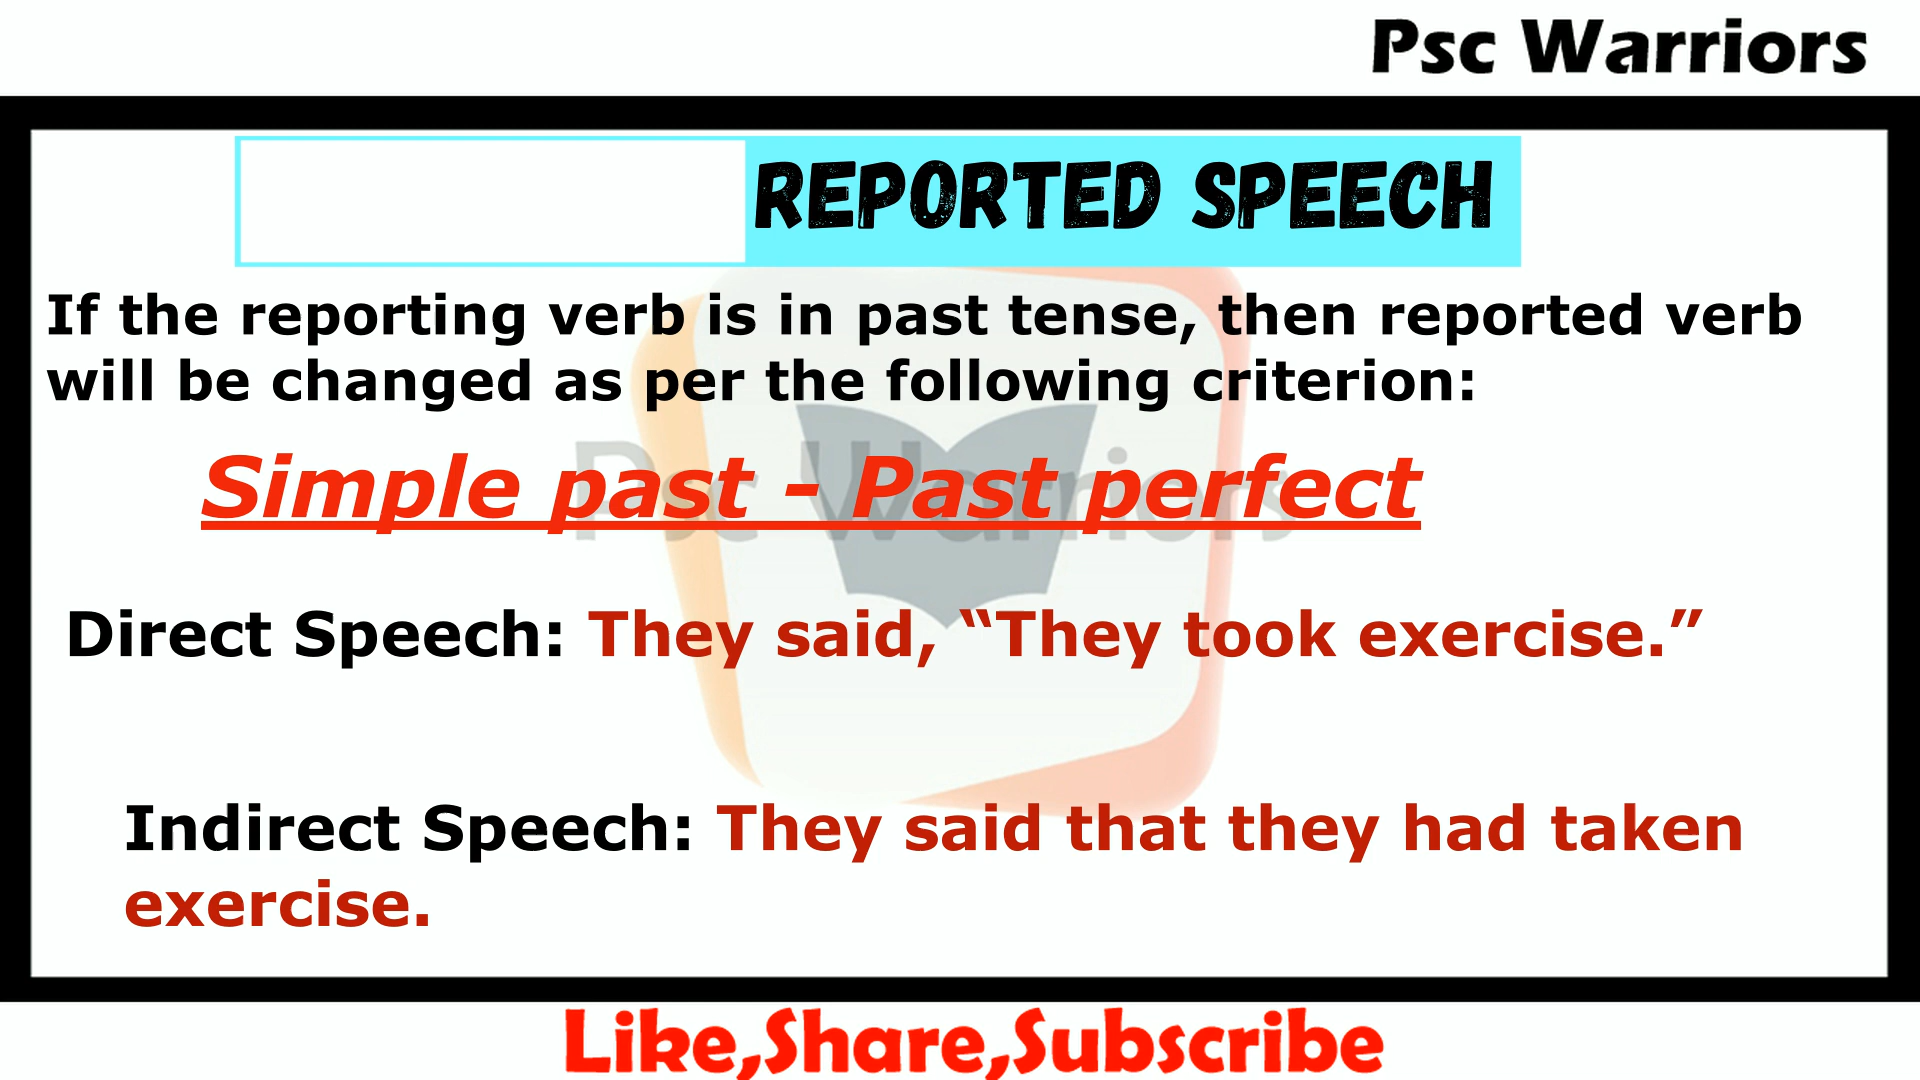 Psc Warriors
REPORTED SPEECH
If the reporting verb is in past tense, then reported verb
will be changed as per the following criterion:
Psc Warriors
Simple past - Past perfect
Direct Speech: They said, “They took exercise.”
Indirect Speech: They said that they had taken
exercise.
Like,Share,Subscribe